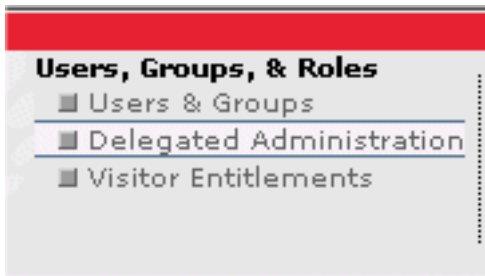 Users, Groups, & Roles
Users & Groups
Delegated Administration
Visitor Entitlements